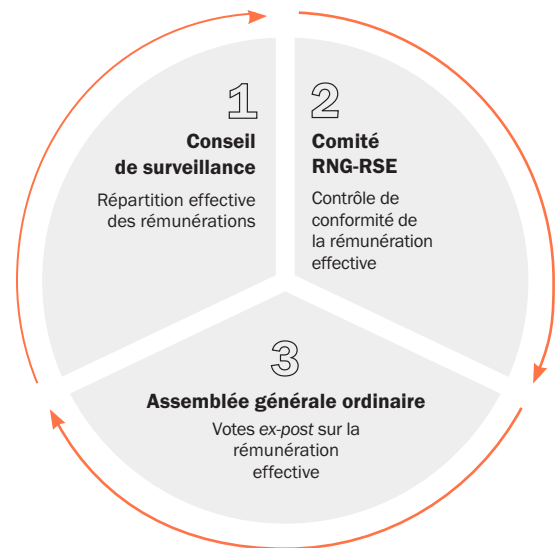 1
Conseil
de surveillance
Répartition effective
des rémunérations
2
Comité
RNG-RSE
Contrôle de
conformité de
la rémunération
effective
3
Assemblée générale ordinaire
Votes ex-post sur la
rémunération
effective